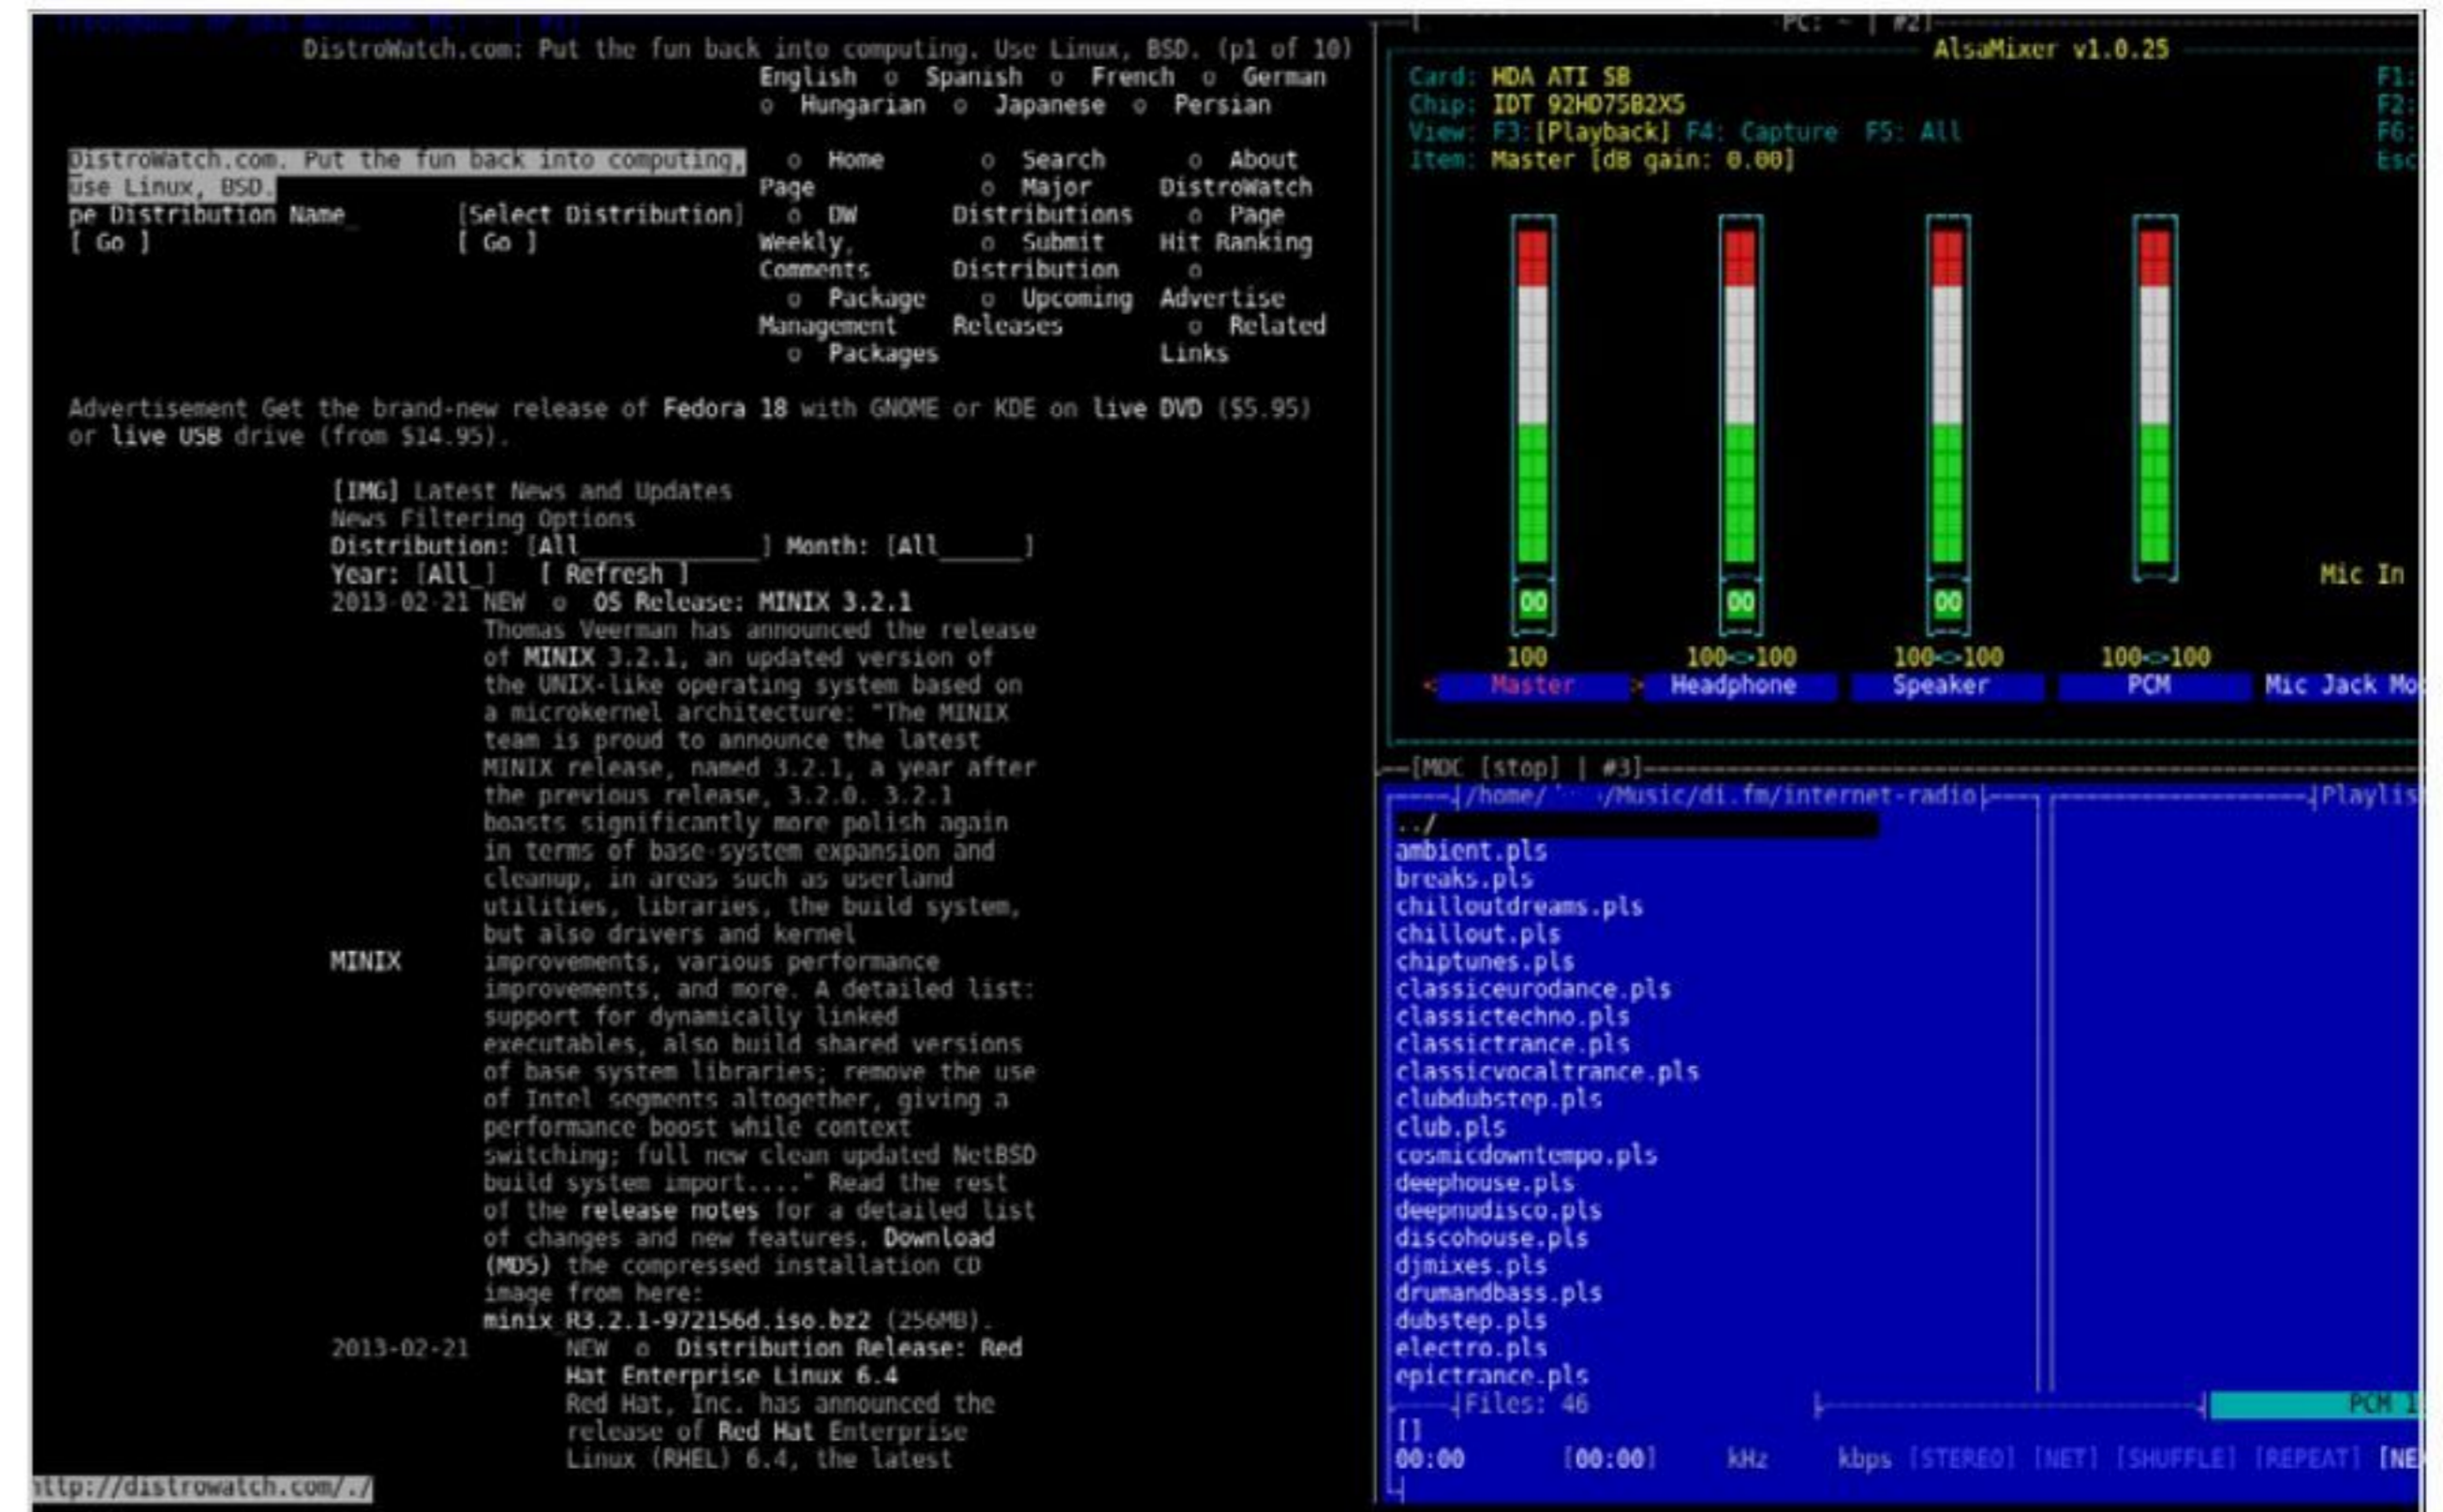 DistroWatch.com: Put the fun back into computing. Use Linux, BSD. (p1 of 10)
English o Spanish o French o German
o Hungarian o Japanese o Persian
DistroWatch.com. Put the fun back into computing, o Home o Search o About
use Linux, BSD. Page o Major DistroWatch
pe Distribution Name_ [Select Distribution] o DW Distributions o Page
[ Go ] [ Go ] Weekly, o Submit Hit Ranking
Comments Distribution o
o Package o Upcoming Advertise
Management Releases o Related
o Packages Links
Advertisement Get the brand-new release of Fedora 18 with GNOME or KDE on live DVD ($5.95)
or live USB drive (from $14.95).
[IMG] Latest News and Updates
News Filtering Options
Distribution: [All_____________] Month: [All______]
Year: [All_] [ Refresh ]
2013-02-21 NEW o OS Release: MINIX 3.2.1
Thomas Veerman has announced the release
of MINIX 3.2.1, an updated version of
the UNIX-like operating system based on
a microkernel architecture: "The MINIX
team is proud to announce the latest
MINIX release, named 3.2.1, a year after
the previous release, 3.2.0. 3.2.1
boasts significantly more polish again
in terms of base-system expansion and
cleanup, in areas such as userland
utilities, libraries, the build system,
but also drivers and kernel
MINIX improvements, various performance
improvements, and more. A detailed list:
support for dynamically linked
executables, also build shared versions
of base system libraries; remove the use
of Intel segments altogether, giving a
performance boost while context
switching; full new clean updated NetBSD
build system import...." Read the rest
of the release notes for a detailed list
of changes and new features. Download
(MD5) the compressed installation CD
image from here:
minix_R3.2.1-972156d.iso.bz2 (256MB).
2013-02-21 NEW o Distribution Release: Red
Hat Enterprise Linux 6.4
Red Hat, Inc. has announced the
release of Red Hat Enterprise
Linux (RHEL) 6.4, the latest
http://distrowatch.com/./
PC: ~ | #2]
AlsaMixer v1.0.25
Card: HDA ATI SB F1:
Chip: IDT 92HD75B2X5 F2:
View: F3:[Playback] F4: Capture F5: All F6:
Item: Master [dB gain: 0.00] Esc
Mic In
00 00 00
100 100<>100 100<>100 100<>100
< Master > Headphone Speaker PCM Mic Jack Mo
[MOC [stop] | #3]
/home/ /Music/di.fm/internet-radio Playlis
../
ambient.pls
breaks.pls
chilloutdreams.pls
chillout.pls
chiptunes.pls
classiceurodance.pls
classictechno.pls
classictrance.pls
classicvocaltrance.pls
clubdubstep.pls
club.pls
cosmicdowntempo.pls
deephouse.pls
deepnudisco.pls
discohouse.pls
djmixes.pls
drumandbass.pls
dubstep.pls
electro.pls
epictrance.pls
Files: 46 PCM 1
[]
00:00 [00:00] kHz kbps [STEREO] [NET] [SHUFFLE] [REPEAT] [NE